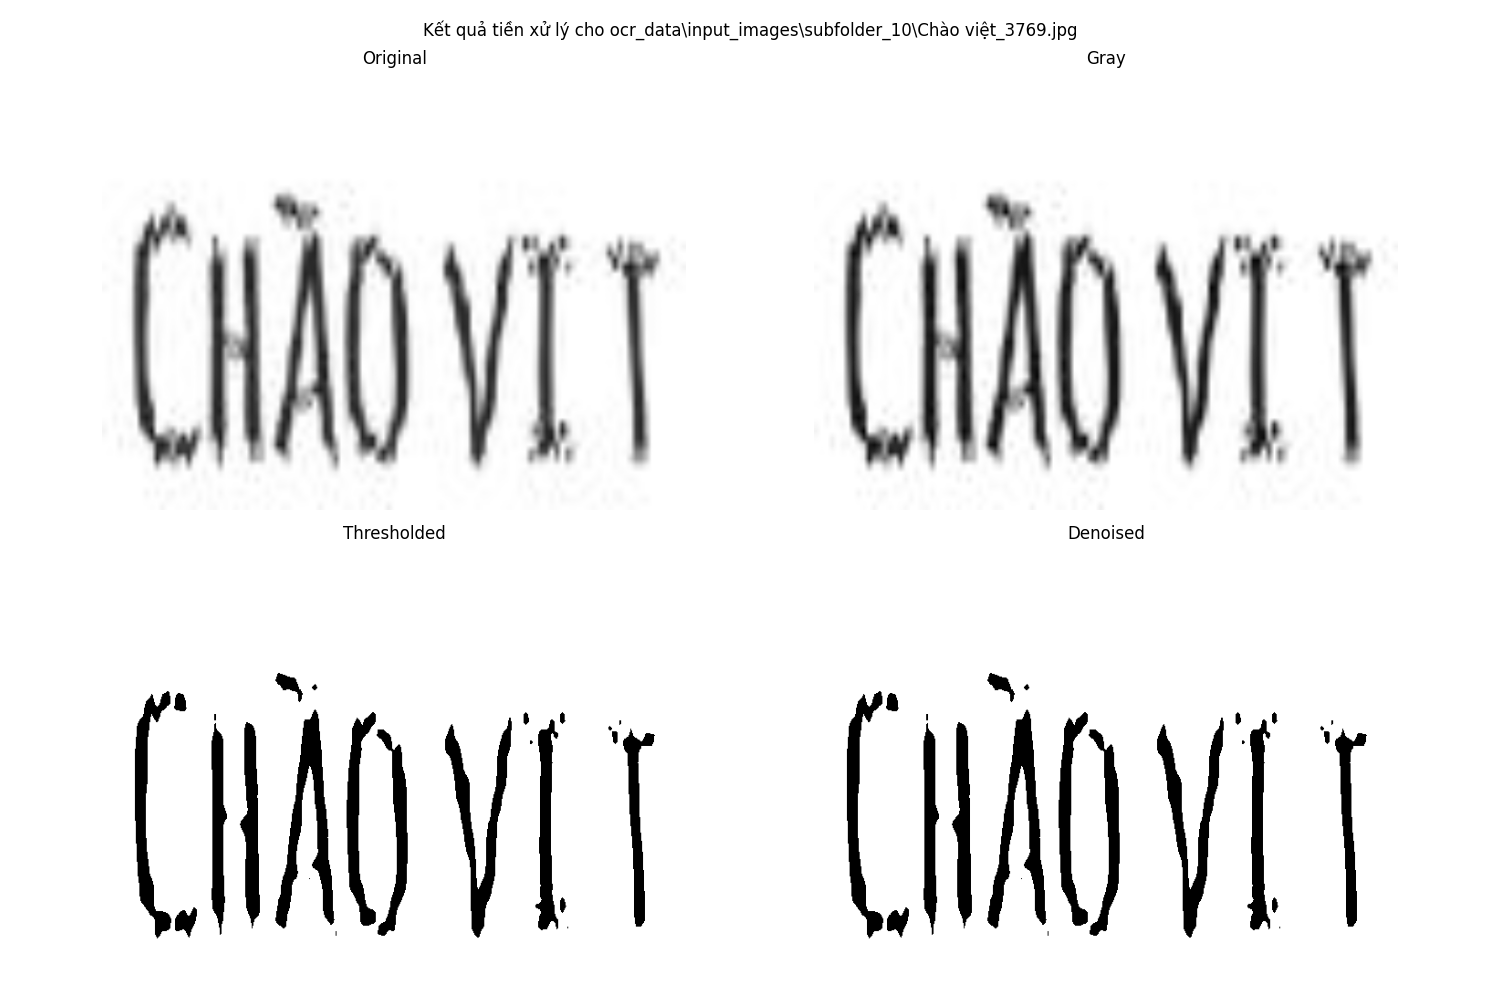 Kết quả tiền xử lý cho ocr_data\input_images\subfolder_10\Chào việt_3769.jpg
Original
Gray
CHÀO VI T
CHÀO VI T
Thresholded
Denoised
CHÀO VI T
CHÀO VI T